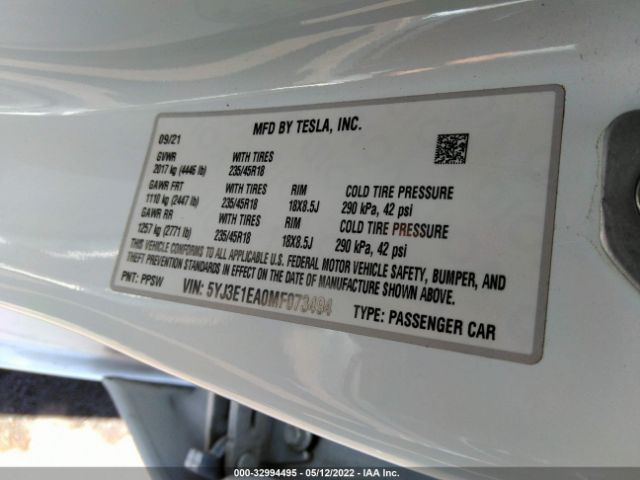 MFD BY TESLA, INC.
09/21
GVWR WITH TIRES
2017 kg (4446 lb) 235/45R18
GAWR FRT WITH TIRES RIM COLD TIRE PRESSURE
1110 kg (2447 lb) 235/45R18 18X8.5J 290 kPa, 42 psi
GAWR RR WITH TIRES RIM COLD TIRE PRESSURE
1257 kg (2771 lb) 235/45R18 18X8.5J 290 kPa, 42 psi
THIS VEHICLE CONFORMS TO ALL APPLICABLE U.S. FEDERAL MOTOR VEHICLE SAFETY, BUMPER, AND
THEFT PREVENTION STANDARDS IN EFFECT ON THE DATE OF MANUFACTURE SHOWN ABOVE.
PNT: PPSW VIN: 5YJ3E1EA0MF073494
TYPE: PASSENGER CAR
000-32994495 - 05/12/2022 - IAA Inc.